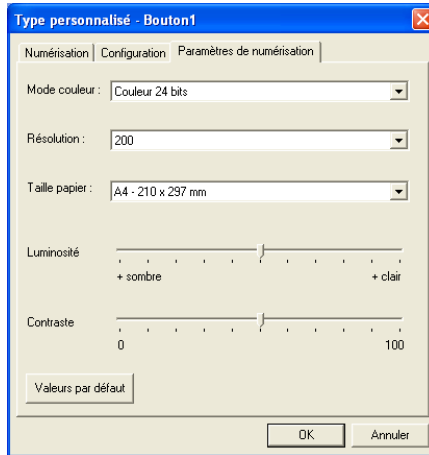 Type personnalisé - Bouton1
Numérisation Configuration Paramètres de numérisation
Mode couleur : Couleur 24 bits
Résolution : 200
Taille papier : A4 - 210 x 297 mm
Luminosité
+ sombre + clair
Contraste
0 100
Valeurs par défaut
OK Annuler